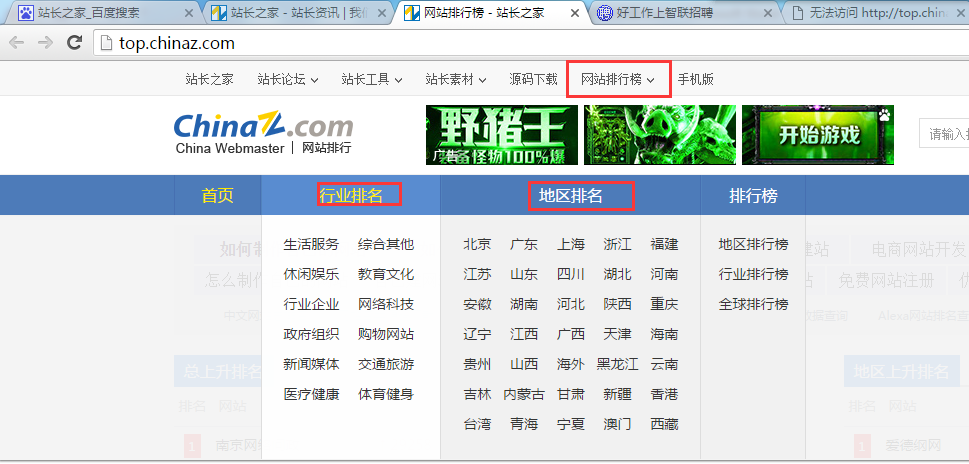 站长之家_百度搜索 站长之家 - 站长资讯 | 我们 网站排行榜 - 站长之家 好工作上智联招聘 无法访问 http://top.chin
top.chinaz.com
站长之家 站长论坛 站长工具 站长素材 源码下载 网站排行榜 手机版
ChinaZ.com
China Webmaster | 网站排行
野猪王
广告 备怪物100%爆
开始游戏
请输入
首页 行业排名 地区排名 排行榜
生活服务 综合其他 北京 广东 上海 浙江 福建 地区排行榜
休闲娱乐 教育文化 江苏 山东 四川 湖北 河南 行业排行榜
行业企业 网络科技 安徽 湖南 河北 陕西 重庆 全球排行榜
政府组织 购物网站 辽宁 江西 广西 天津 海南
新闻媒体 交通旅游 贵州 山西 海外 黑龙江 云南
医疗健康 体育健身 吉林 内蒙古 甘肃 新疆 香港
台湾 青海 宁夏 澳门 西藏
如何 建站 电商网站开发
怎么制作 站 免费网站注册
中文网 查询 Alexa网站排名查
总上升排名 地区上升排名
排名 网站 排名 网站
1 南京网 1 爱德纲网